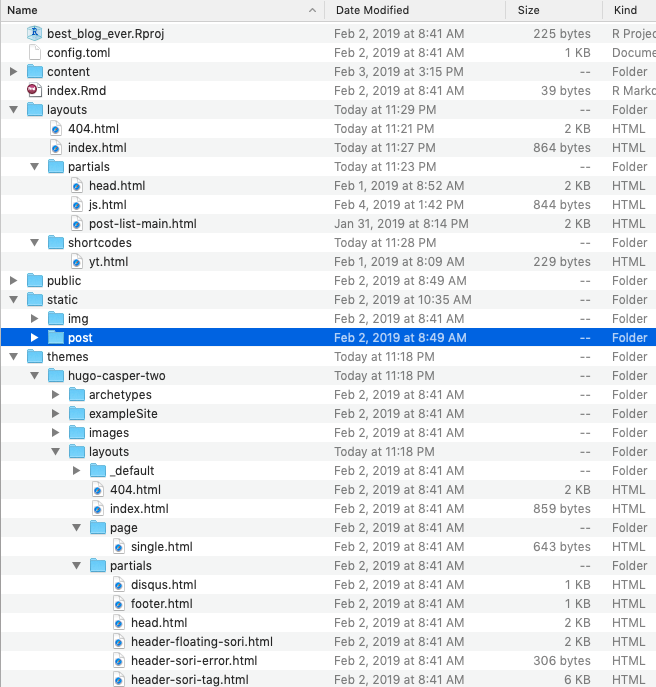 Name Date Modified Size Kind
best_blog_ever.Rproj Feb 2, 2019 at 8:41 AM 225 bytes R Projec
config.toml Feb 2, 2019 at 8:41 AM 1 KB Docume
content Feb 3, 2019 at 3:15 PM -- Folder
index.Rmd Feb 2, 2019 at 8:41 AM 39 bytes R Mark
layouts Today at 11:29 PM -- Folder
404.html Today at 11:21 PM 2 KB HTML
index.html Today at 11:27 PM 864 bytes HTML
partials Today at 11:23 PM -- Folder
head.html Feb 1, 2019 at 8:52 AM 2 KB HTML
js.html Feb 4, 2019 at 1:42 PM 844 bytes HTML
post-list-main.html Jan 31, 2019 at 8:14 PM 2 KB HTML
shortcodes Today at 11:28 PM -- Folder
yt.html Feb 1, 2019 at 8:09 AM 229 bytes HTML
public Feb 2, 2019 at 8:49 AM -- Folder
static Feb 2, 2019 at 10:35 AM -- Folder
img Feb 2, 2019 at 8:41 AM -- Folder
post Feb 2, 2019 at 8:49 AM -- Folder
themes Today at 11:18 PM -- Folder
hugo-casper-two Today at 11:18 PM -- Folder
archetypes Feb 2, 2019 at 8:41 AM -- Folder
exampleSite Feb 2, 2019 at 8:41 AM -- Folder
images Feb 2, 2019 at 8:41 AM -- Folder
layouts Today at 11:18 PM -- Folder
_default Feb 2, 2019 at 8:41 AM -- Folder
404.html Feb 2, 2019 at 8:41 AM 2 KB HTML
index.html Feb 2, 2019 at 8:41 AM 859 bytes HTML
page Feb 2, 2019 at 8:41 AM -- Folder
single.html Feb 2, 2019 at 8:41 AM 643 bytes HTML
partials Feb 2, 2019 at 8:41 AM -- Folder
disqus.html Feb 2, 2019 at 8:41 AM 1 KB HTML
footer.html Feb 2, 2019 at 8:41 AM 1 KB HTML
head.html Feb 2, 2019 at 8:41 AM 2 KB HTML
header-floating-sori.html Feb 2, 2019 at 8:41 AM 2 KB HTML
header-sori-error.html Feb 2, 2019 at 8:41 AM 306 bytes HTML
header-sori-tag.html Feb 2, 2019 at 8:41 AM 6 KB HTML